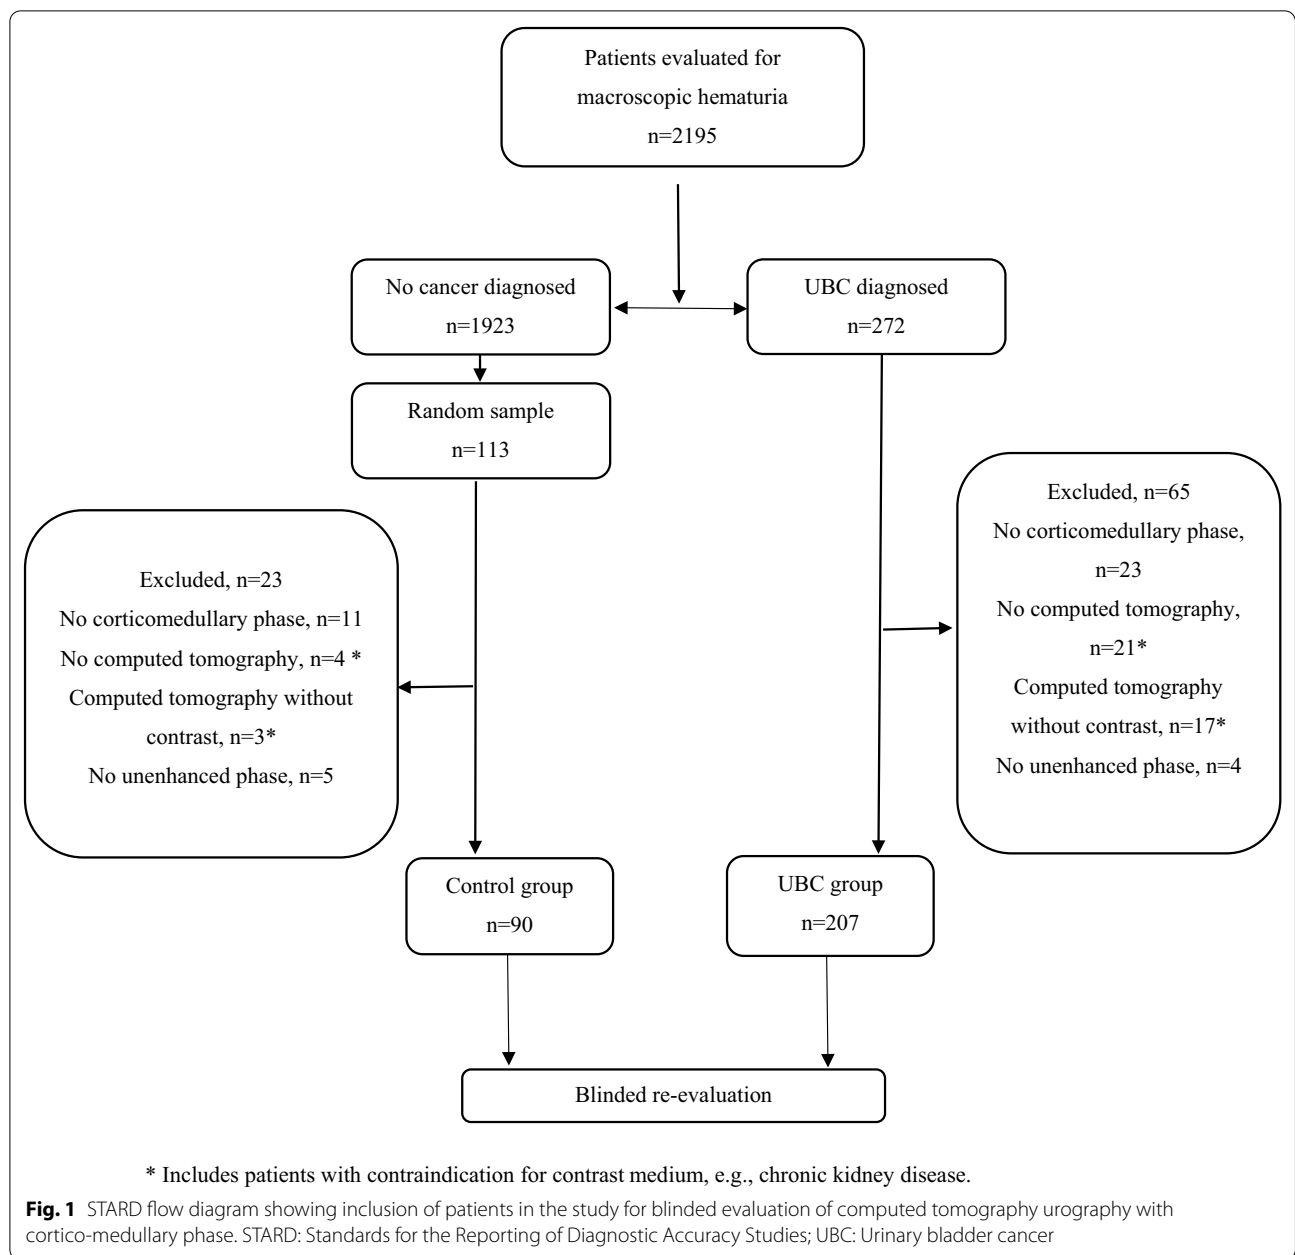 Patients evaluated for
macroscopic hematuria
n=2195
No cancer diagnosed
n=1923
UBC diagnosed
n=272
Random sample
n=113
Excluded, n=23
No corticomedullary phase, n=11
No computed tomography, n=4 *
Computed tomography without
contrast, n=3*
No unenhanced phase, n=5
Excluded, n=65
No corticomedullary phase,
n=23
No computed tomography,
n=21*
Computed tomography
without contrast, n=17*
No unenhanced phase, n=4
Control group
n=90
UBC group
n=207
Blinded re-evaluation
* Includes patients with contraindication for contrast medium, e.g., chronic kidney disease.
Fig. 1 STARD flow diagram showing inclusion of patients in the study for blinded evaluation of computed tomography urography with
cortico-medullary phase. STARD: Standards for the Reporting of Diagnostic Accuracy Studies; UBC: Urinary bladder cancer